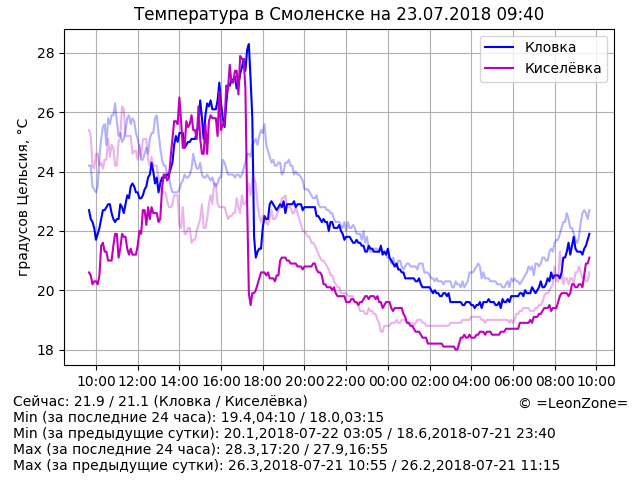 Температура в Смоленске на 23.07.2018 09:40
Кловка
Киселёвка
градусов Цельсия, °C
28
26
24
22
20
18
10:00 12:00 14:00 16:00 18:00 20:00 22:00 00:00 02:00 04:00 06:00 08:00 10:00
Сейчас: 21.9 / 21.1 (Кловка / Киселёвка)
© =LeonZone=
Min (за последние 24 часа): 19.4,04:10 / 18.0,03:15
Min (за предыдущие сутки): 20.1,2018-07-22 03:05 / 18.6,2018-07-21 23:40
Max (за последние 24 часа): 28.3,17:20 / 27.9,16:55
Max (за предыдущие сутки): 26.3,2018-07-21 10:55 / 26.2,2018-07-21 11:15